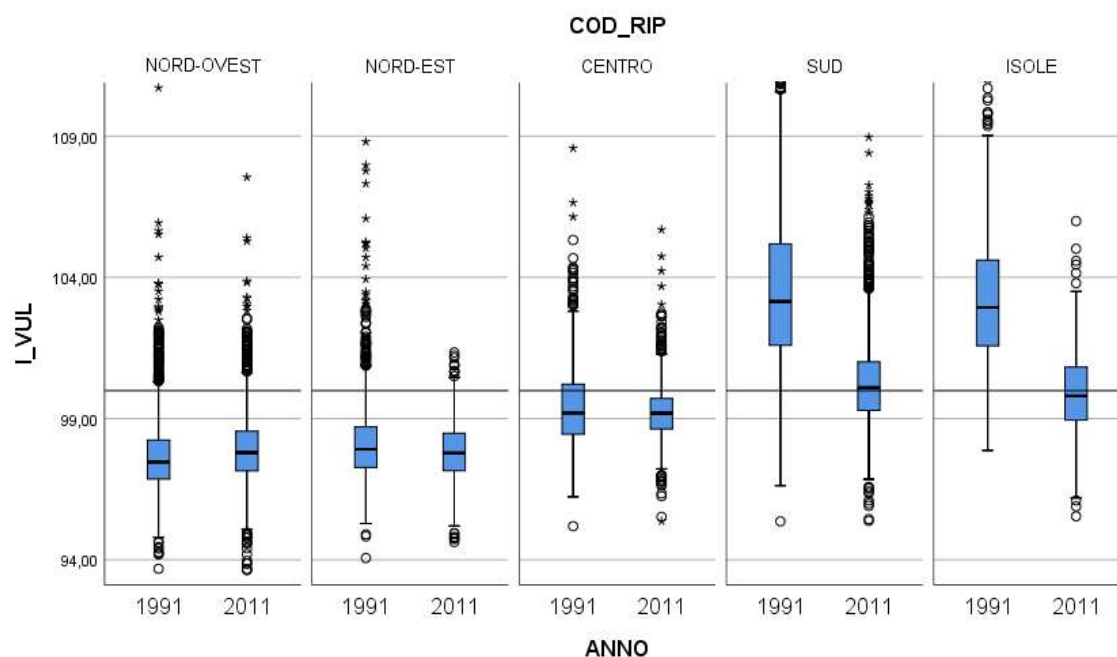 COD_RIP
NORD-OVEST NORD-EST CENTRO SUD ISOLE
I_VUL
109,00
104,00
99,00
94,00
1991 2011 1991 2011 1991 2011 1991 2011 1991 2011
ANNO